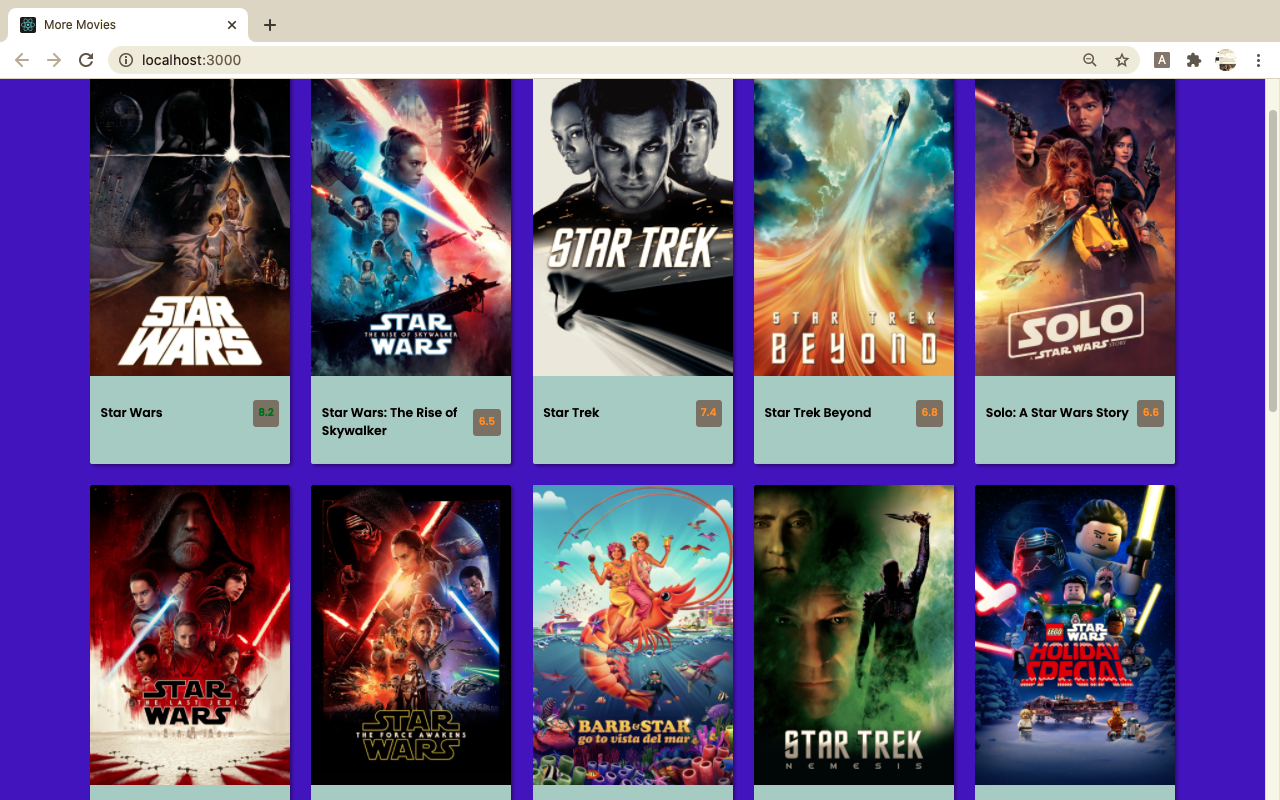 More Movies
localhost:3000
A
STAR
WARS
STAR
THE RISE OF SKYWALKER
WARS
STAR TREK
STAR TREK
BEYOND
SOLO
A STAR WARS STORY
Star Wars
8.2
Star Wars: The Rise of
Skywalker
6.5
Star Trek
7.4
Star Trek Beyond
6.8
Solo: A Star Wars Story
6.6
STAR
THE LAST JEDI
WARS
STAR
THE FORCE AWAKENS
WARS
BARB & STAR
go to vista del mar
STAR TREK
NEMESIS
LEGO STAR
WARS
HOLIDAY
SPECIAL